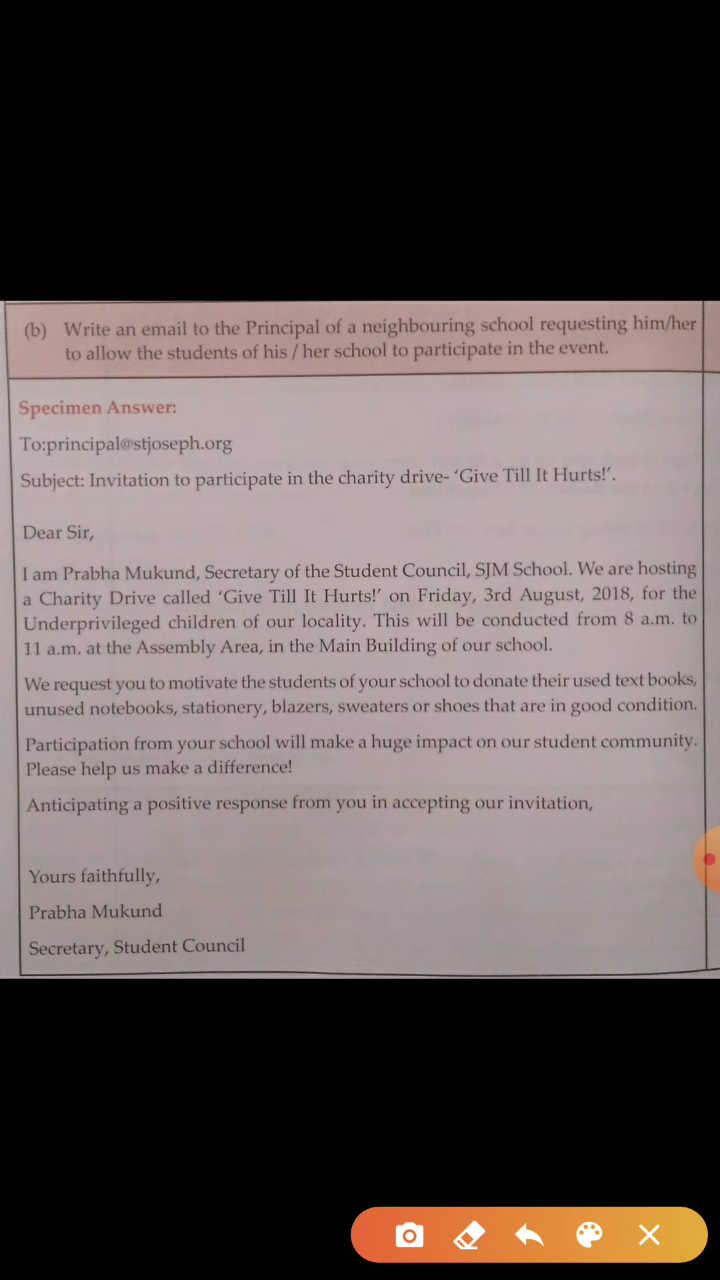 (b) Write an email to the Principal of a neighbouring school requesting him/her
to allow the students of his / her school to participate in the event.
Specimen Answer:
To:principal@stjoseph.org
Subject: Invitation to participate in the charity drive- ‘Give Till It Hurts!’.
Dear Sir,
I am Prabha Mukund, Secretary of the Student Council, SJM School. We are hosting
a Charity Drive called ‘Give Till It Hurts!’ on Friday, 3rd August, 2018, for the
Underprivileged children of our locality. This will be conducted from 8 a.m. to
11 a.m. at the Assembly Area, in the Main Building of our school.
We request you to motivate the students of your school to donate their used text books,
unused notebooks, stationery, blazers, sweaters or shoes that are in good condition.
Participation from your school will make a huge impact on our student community.
Please help us make a difference!
Anticipating a positive response from you in accepting our invitation,
Yours faithfully,
Prabha Mukund
Secretary, Student Council